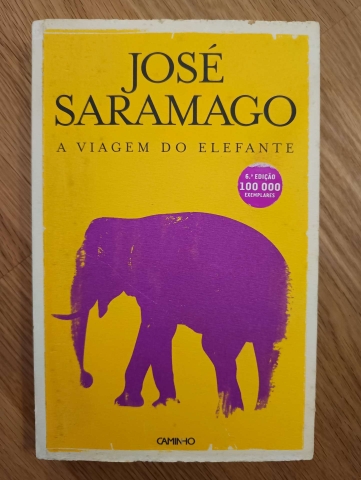 JOSÉ
SARAMAGO
A VIAGEM DO ELEFANTE
6.ª EDIÇÃO
100 000
EXEMPLARES
CAMINHO